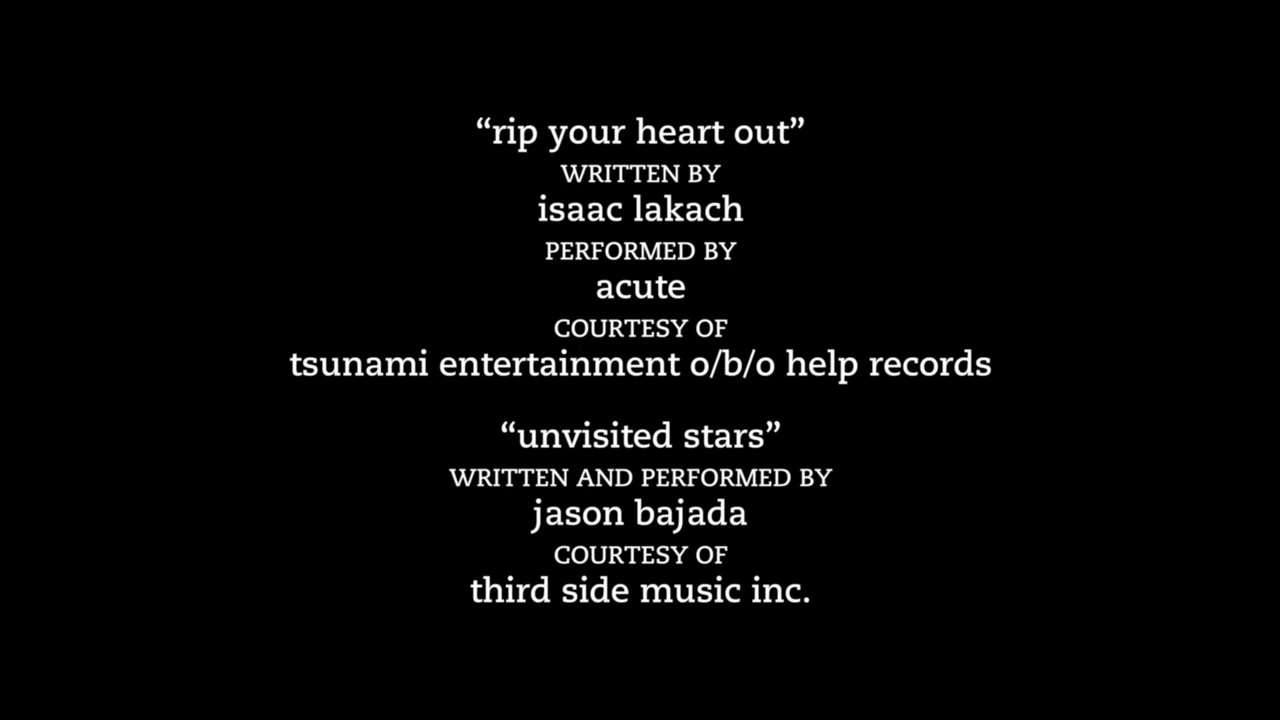 “rip your heart out”
WRITTEN BY
isaac lakach
PERFORMED BY
acute
COURTESY OF
tsunami entertainment o/b/o help records
“unvisited stars”
WRITTEN AND PERFORMED BY
jason bajada
COURTESY OF
third side music inc.